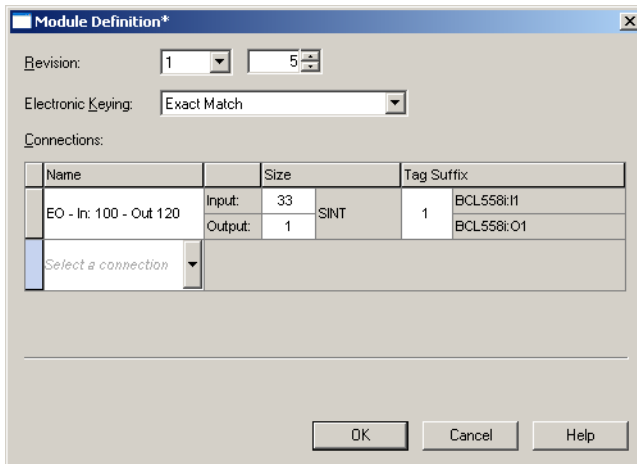 Module Definition*
Revision: 1 5
Electronic Keying: Exact Match
Connections:
Name Size Tag Suffix
EO - In: 100 - Out 120 Input: 33 SINT 1 BCL558i:I1
Output: 1 BCL558i:O1
Select a connection
OK Cancel Help